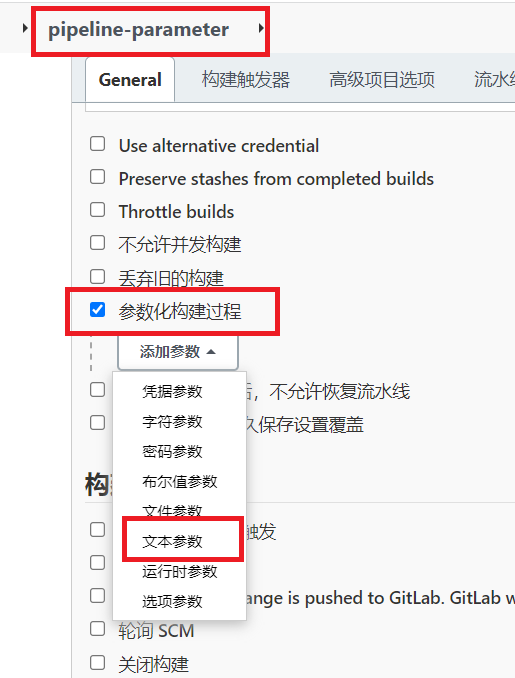 pipeline-parameter
General 构建触发器 高级项目选项 流水
Use alternative credential
Preserve stashes from completed builds
Throttle builds
不允许并发构建
丢弃旧的构建
参数化构建过程
添加参数
凭据参数
，不允许恢复流水线
字符参数
久保存设置覆盖
密码参数
布尔值参数
构
文件参数
文本参数
触发
运行时参数
选项参数
ange is pushed to GitLab. GitLab w
轮询 SCM
关闭构建